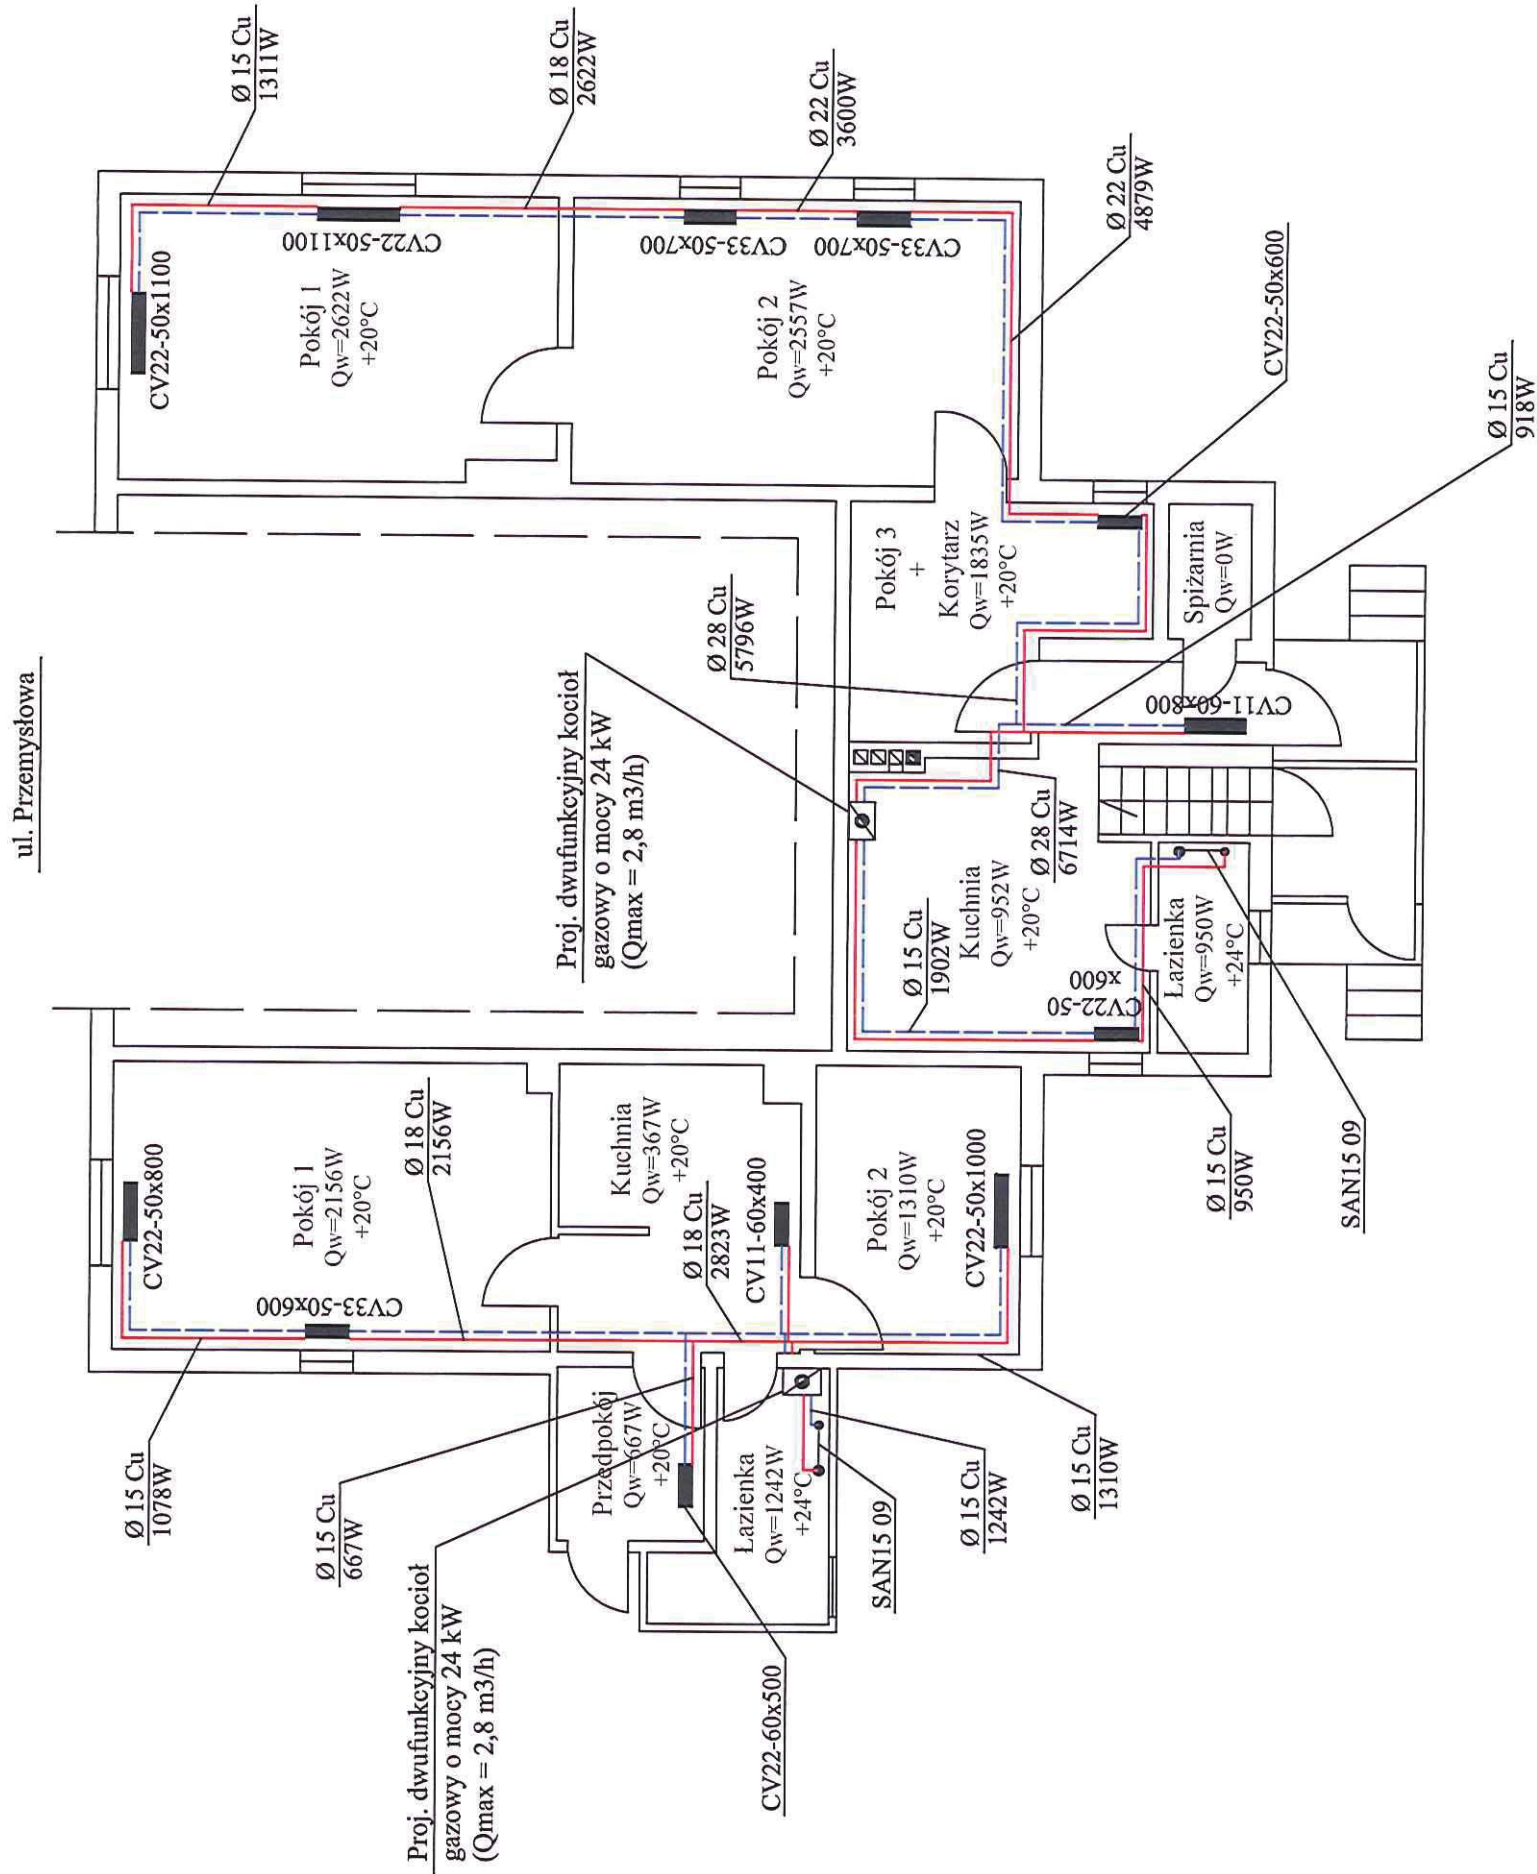 ul. Przemysłowa
Ø 15 Cu
1311W
Ø 18 Cu
2622W
Ø 22 Cu
3600W
Ø 22 Cu
4879W
CV22-50x1100
CV22-50x1100
Pokój 1
Qw=2622W
+20°C
CV33-50x700
CV33-50x700
Pokój 2
Qw=2557W
+20°C
CV22-50x600
Ø 15 Cu
918W
Pokój 3
+
Korytarz
Qw=1835W
+20°C
Spiżarnia
Qw=0W
Ø 28 Cu
5796W
CV11-60x800
Proj. dwufunkcyjny kocioł
gazowy o mocy 24 kW
(Qmax = 2,8 m3/h)
Ø 28 Cu
6714W
Kuchnia
Qw=952W
+20°C
Ø 15 Cu
1902W
CV22-50
x600
Łazienka
Qw=950W
+24°C
Ø 15 Cu
950W
SAN15 09
CV22-50x800
Pokój 1
Qw=2156W
+20°C
Ø 18 Cu
2156W
CV33-50x600
Kuchnia
Qw=367W
+20°C
Ø 18 Cu
2823W
CV11-60x400
Pokój 2
Qw=1310W
+20°C
CV22-50x1000
Ø 15 Cu
1078W
Ø 15 Cu
667W
Przedpokój
Qw=667W
+20°C
Łazienka
Qw=1242W
+24°C
SAN15 09
Ø 15 Cu
1242W
Ø 15 Cu
1310W
Proj. dwufunkcyjny kocioł
gazowy o mocy 24 kW
(Qmax = 2,8 m3/h)
CV22-60x500